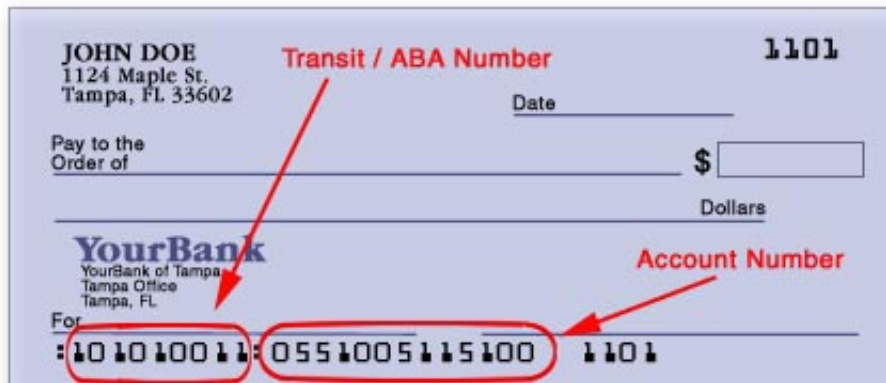 JOHN DOE
1124 Maple St.
Tampa, FL 33602
Transit / ABA Number
1101
Date
Pay to the
Order of
$
Dollars
YourBank
YourBank of Tampa
Tampa Office
Tampa, FL
Account Number
For
⑆101010011⑆0551005115100 1101